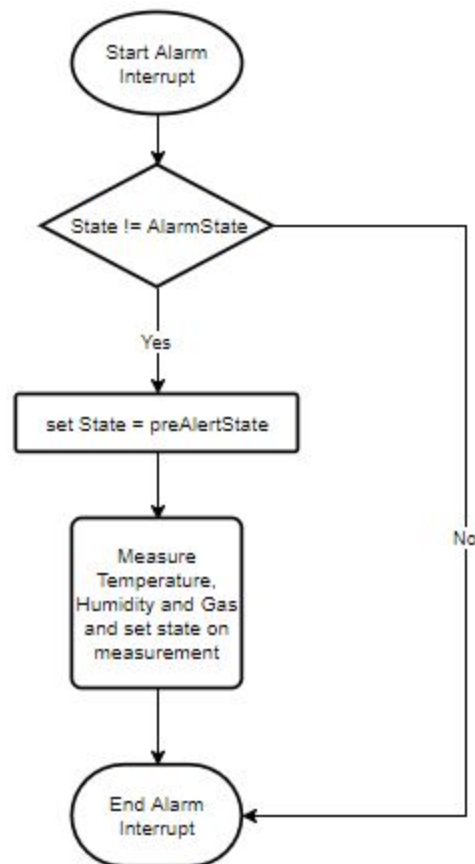 Start Alarm
Interrupt
State != AlarmState
Yes
set State = preAlertState
No
Measure
Temperature,
Humidity and Gas
and set state on
measurement
End Alarm
Interrupt